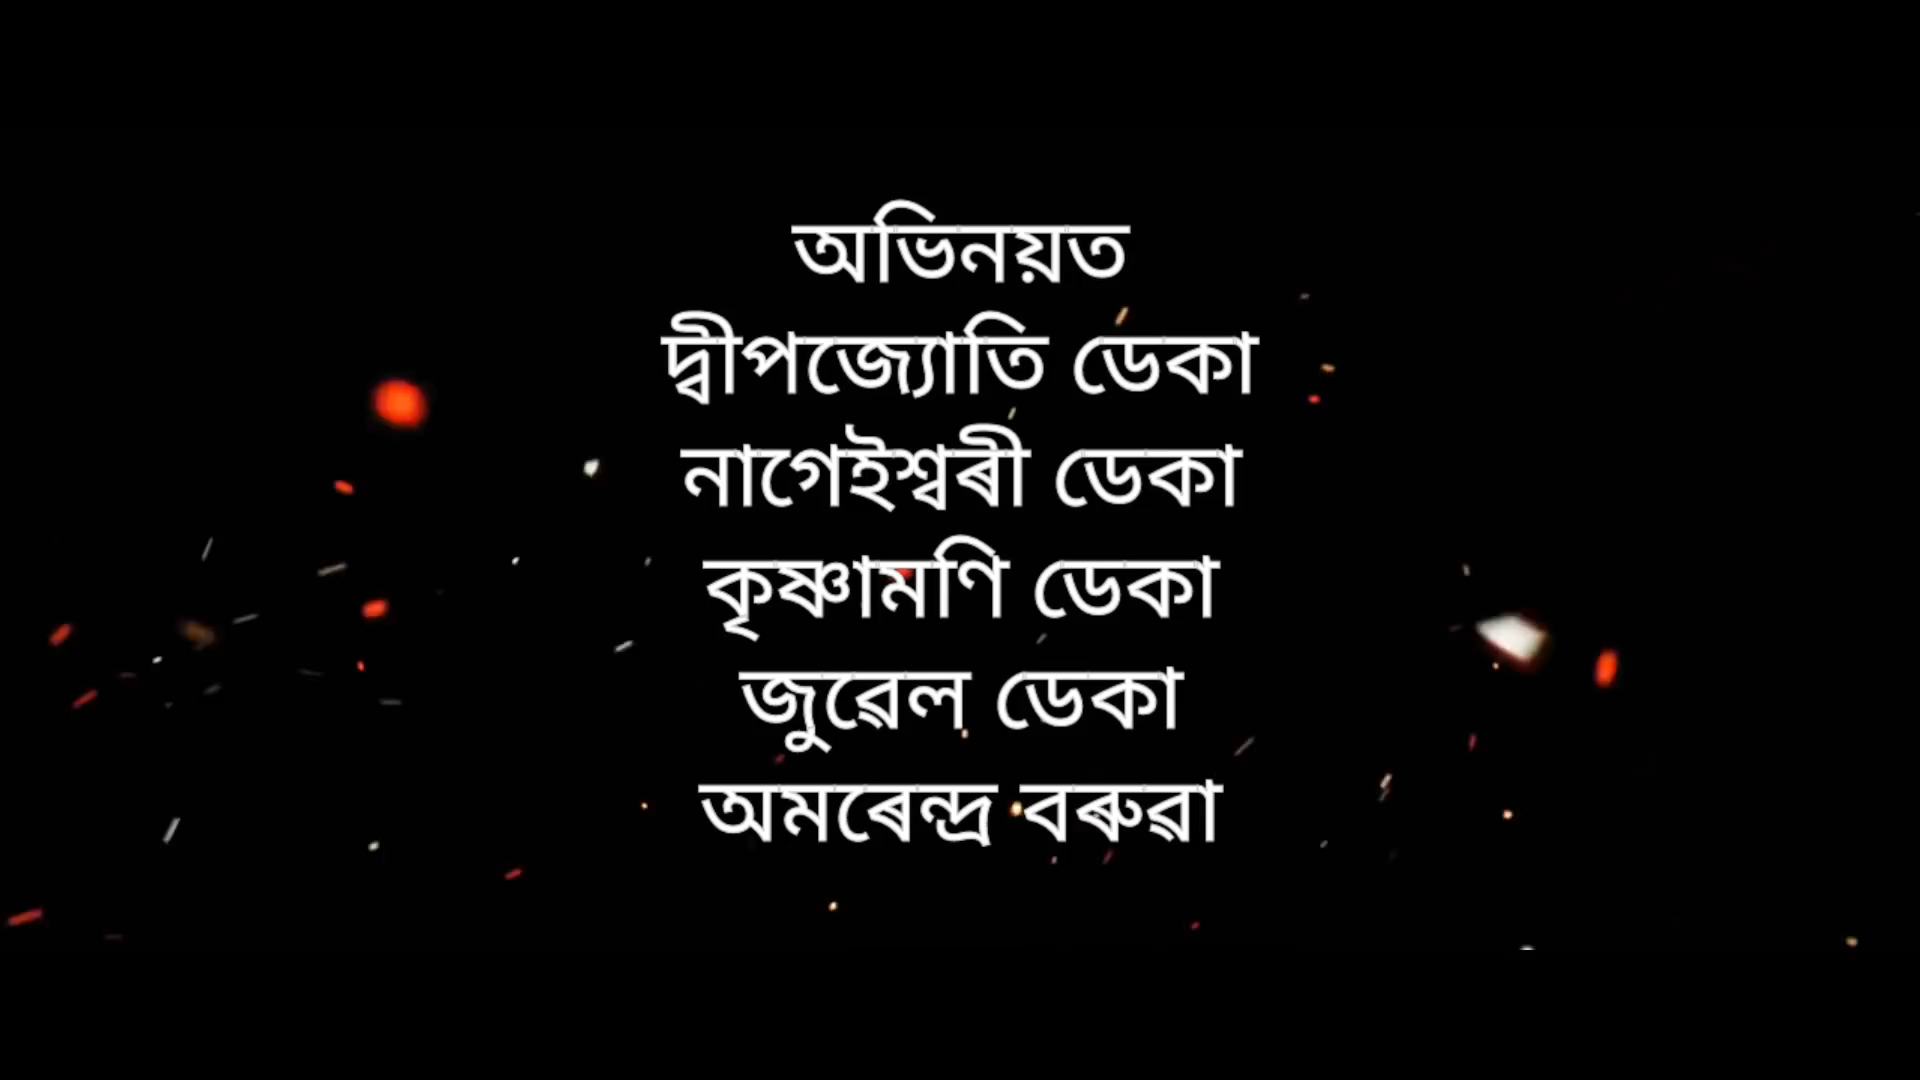 অভিনয়ত
দ্বীপজ্যোতি ডেকা
নাগেইশ্বৰী ডেকা
কৃষ্ণামণি ডেকা
জুৱেল ডেকা
অমৰেন্দ্ৰ বৰুৱা